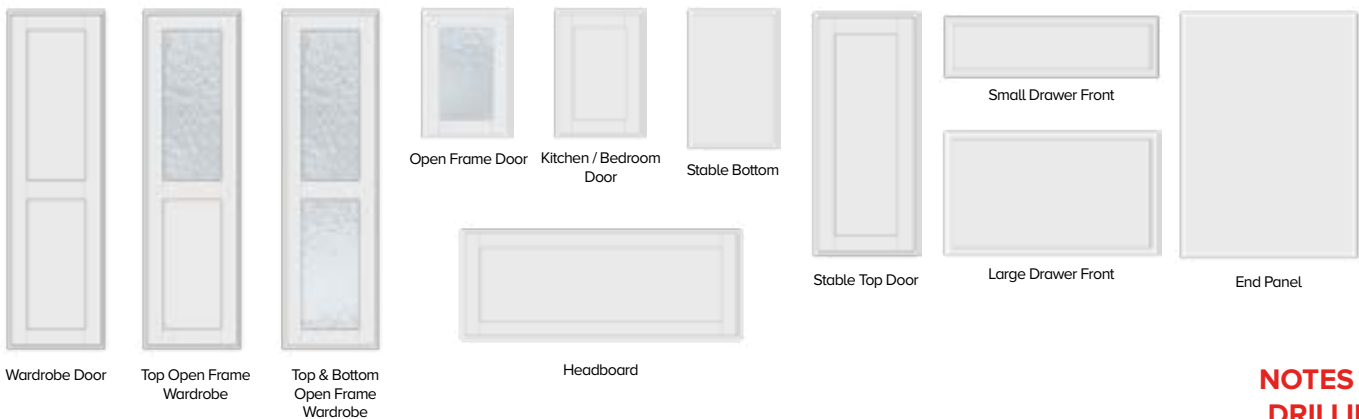 Small Drawer Front
Open Frame Door
Kitchen / Bedroom
Door
Stable Bottom
Stable Top Door
Large Drawer Front
End Panel
Wardrobe Door
Top Open Frame
Wardrobe
Top & Bottom
Open Frame
Wardrobe
Headboard
NOTES